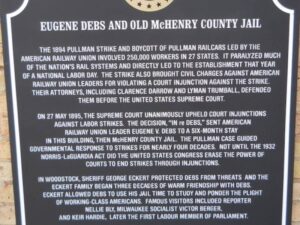 EUGENE DEBS AND OLD McHENRY COUNTY JAIL
THE 1894 PULLMAN STRIKE AND BOYCOTT OF PULLMAN RAILCARS LED BY THE
AMERICAN RAILWAY UNION INVOLVED 250,000 WORKERS IN 27 STATES. IT PARALYZED MUCH
OF THE NATION'S RAIL SYSTEMS AND DIRECTLY LED TO THE ESTABLISHMENT THAT YEAR
OF A NATIONAL LABOR DAY. THE STRIKE ALSO BROUGHT CIVIL CHARGES AGAINST AMERICAN
RAILWAY UNION LEADERS FOR VIOLATING A COURT INJUNCTION AGAINST THE STRIKE.
THEIR ATTORNEYS, INCLUDING CLARENCE DARROW AND LYMAN TRUMBALL, DEFENDED
THEM BEFORE THE UNITED STATES SUPREME COURT.
ON 27 MAY 1895, THE SUPREME COURT UNANIMOUSLY UPHELD COURT INJUNCTIONS
AGAINST LABOR STRIKES. THE DECISION, "IN re DEBS," SENT AMERICAN
RAILWAY UNION LEADER EUGENE V. DEBS TO A SIX-MONTH STAY
IN THIS BUILDING, THEN McHENRY COUNTY JAIL. THE PULLMAN CASE GUIDED
GOVERNMENTAL RESPONSE TO STRIKES FOR NEARLY FOUR DECADES. NOT UNTIL THE 1932
NORRIS-LaGUARDIA ACT DID THE UNITED STATES CONGRESS ERASE THE POWER OF
COURTS TO END STRIKES THROUGH INJUNCTIONS.
IN WOODSTOCK, SHERIFF GEORGE ECKERT PROTECTED DEBS FROM THREATS AND THE
ECKERT FAMILY BEGAN THREE DECADES OF WARM FRIENDSHIP WITH DEBS.
ECKERT ALLOWED DEBS TO USE HIS JAIL TIME TO STUDY AND PONDER THE PLIGHT
OF WORKING-CLASS AMERICANS. FAMOUS VISITORS INCLUDED REPORTER
NELLIE BLY, MILWAUKEE SOCIALIST VICTOR BERGER,
AND KEIR HARDIE, LATER THE FIRST LABOUR MEMBER OF PARLIAMENT.